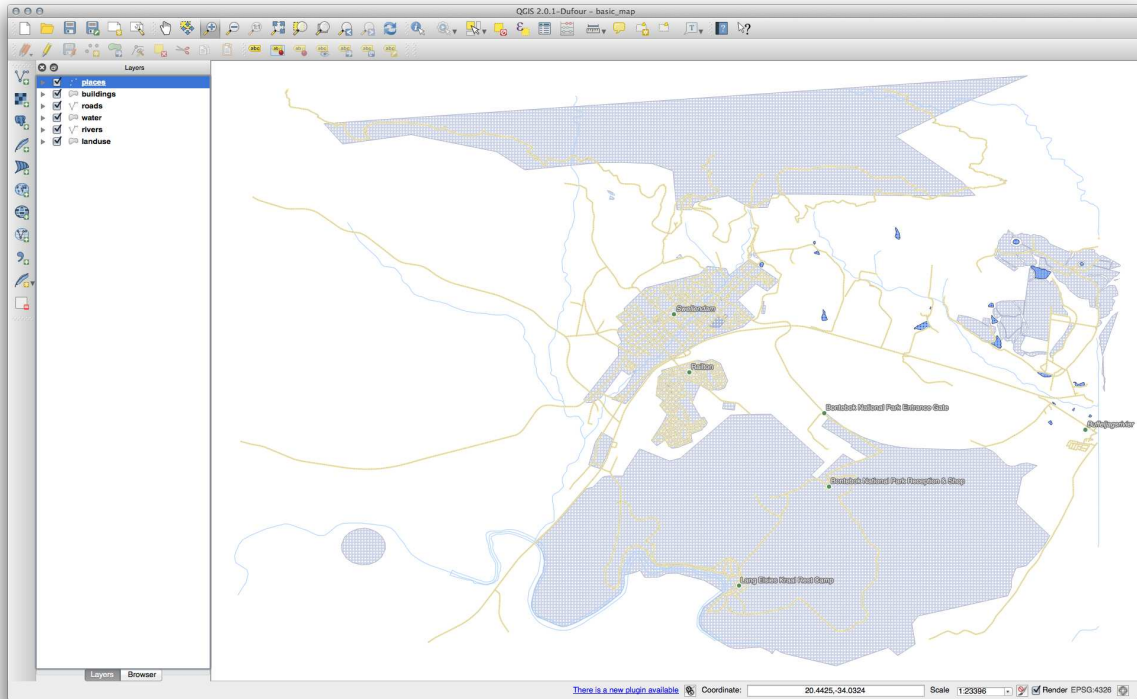 QGIS 2.0.1-Dufour - basic_map
Layers
places
buildings
roads
water
rivers
landuse
Swellendam
Railton
Bontebok National Park Entrance Gate
Buffeljagsrivier
Bontebok National Park Reception & Shop
Lang Elsies Kraal Rest Camp
Layers
Browser
There is a new plugin available
Coordinate:
20.4425,-34.0324
Scale
1:23396
Render
EPSG:4326